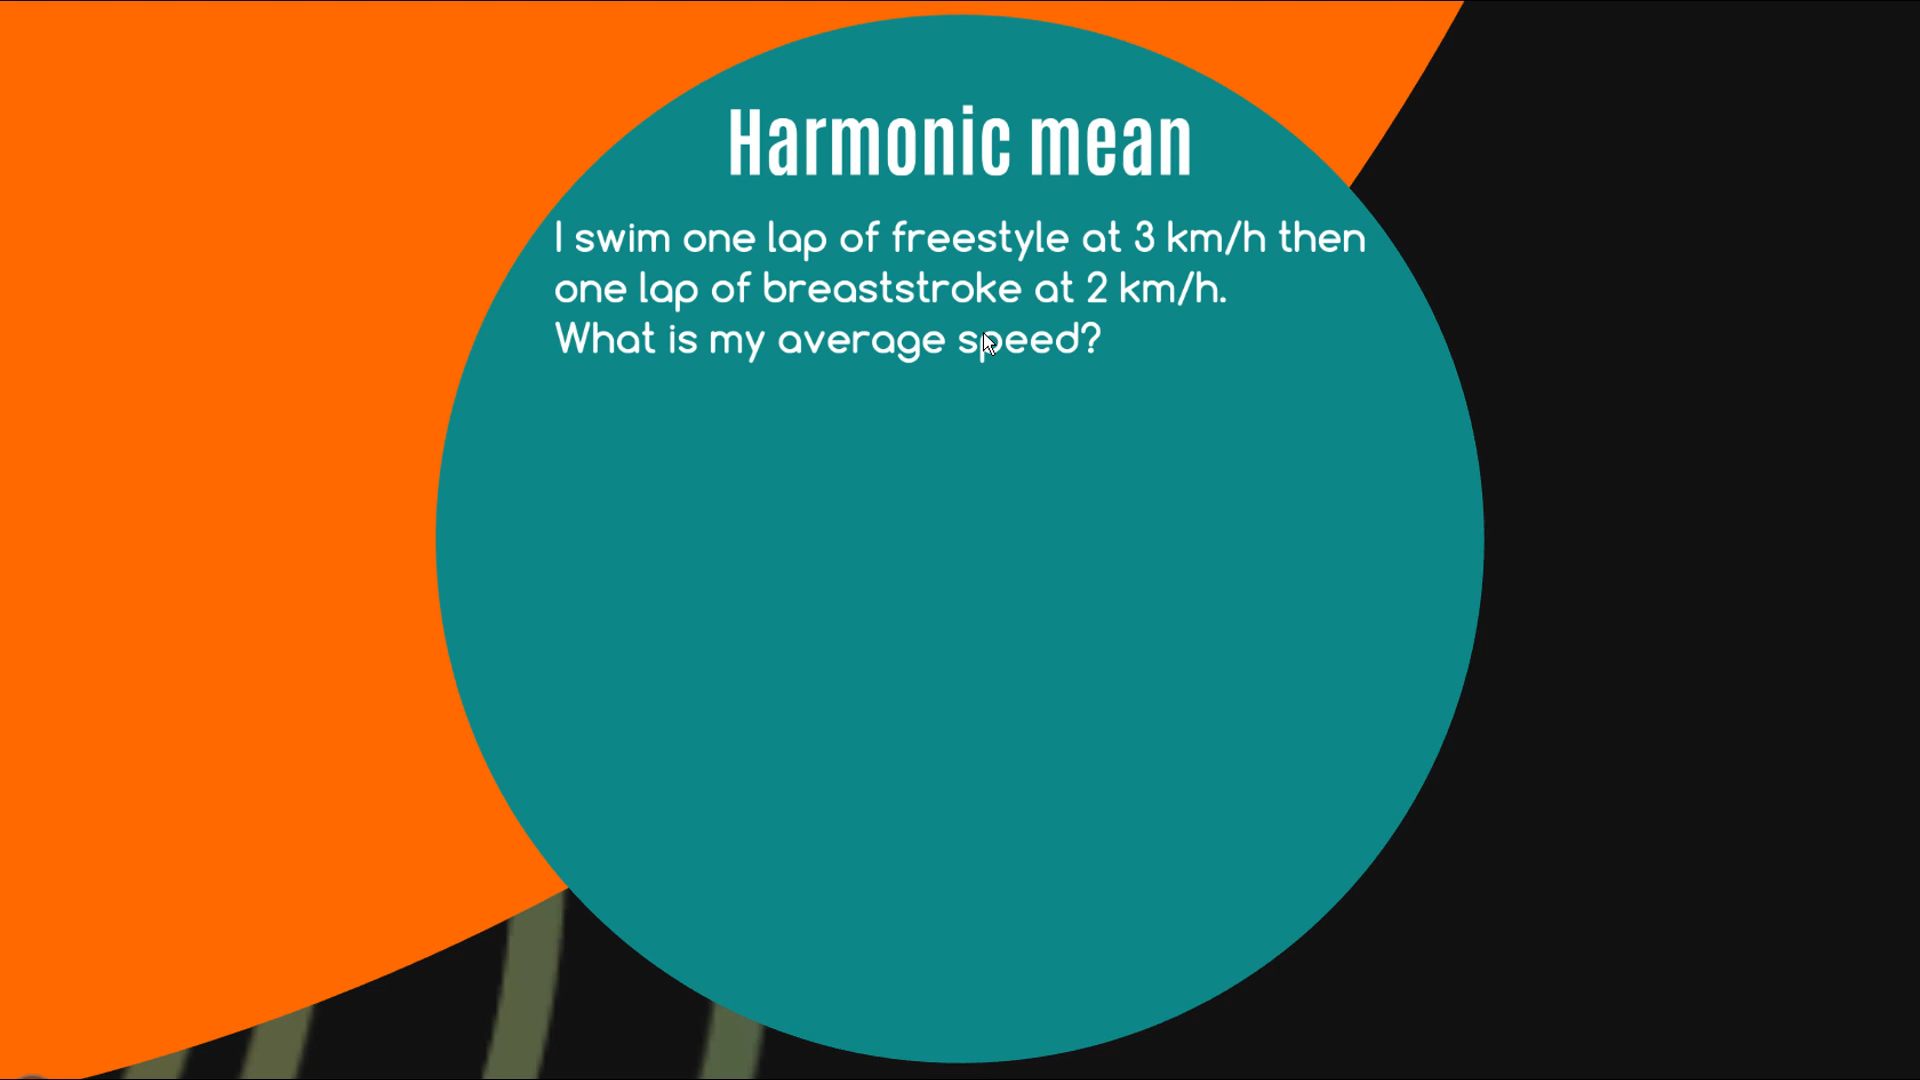 Harmonic mean
I swim one lap of freestyle at 3 km/h then
one lap of breaststroke at 2 km/h.
What is my average speed?